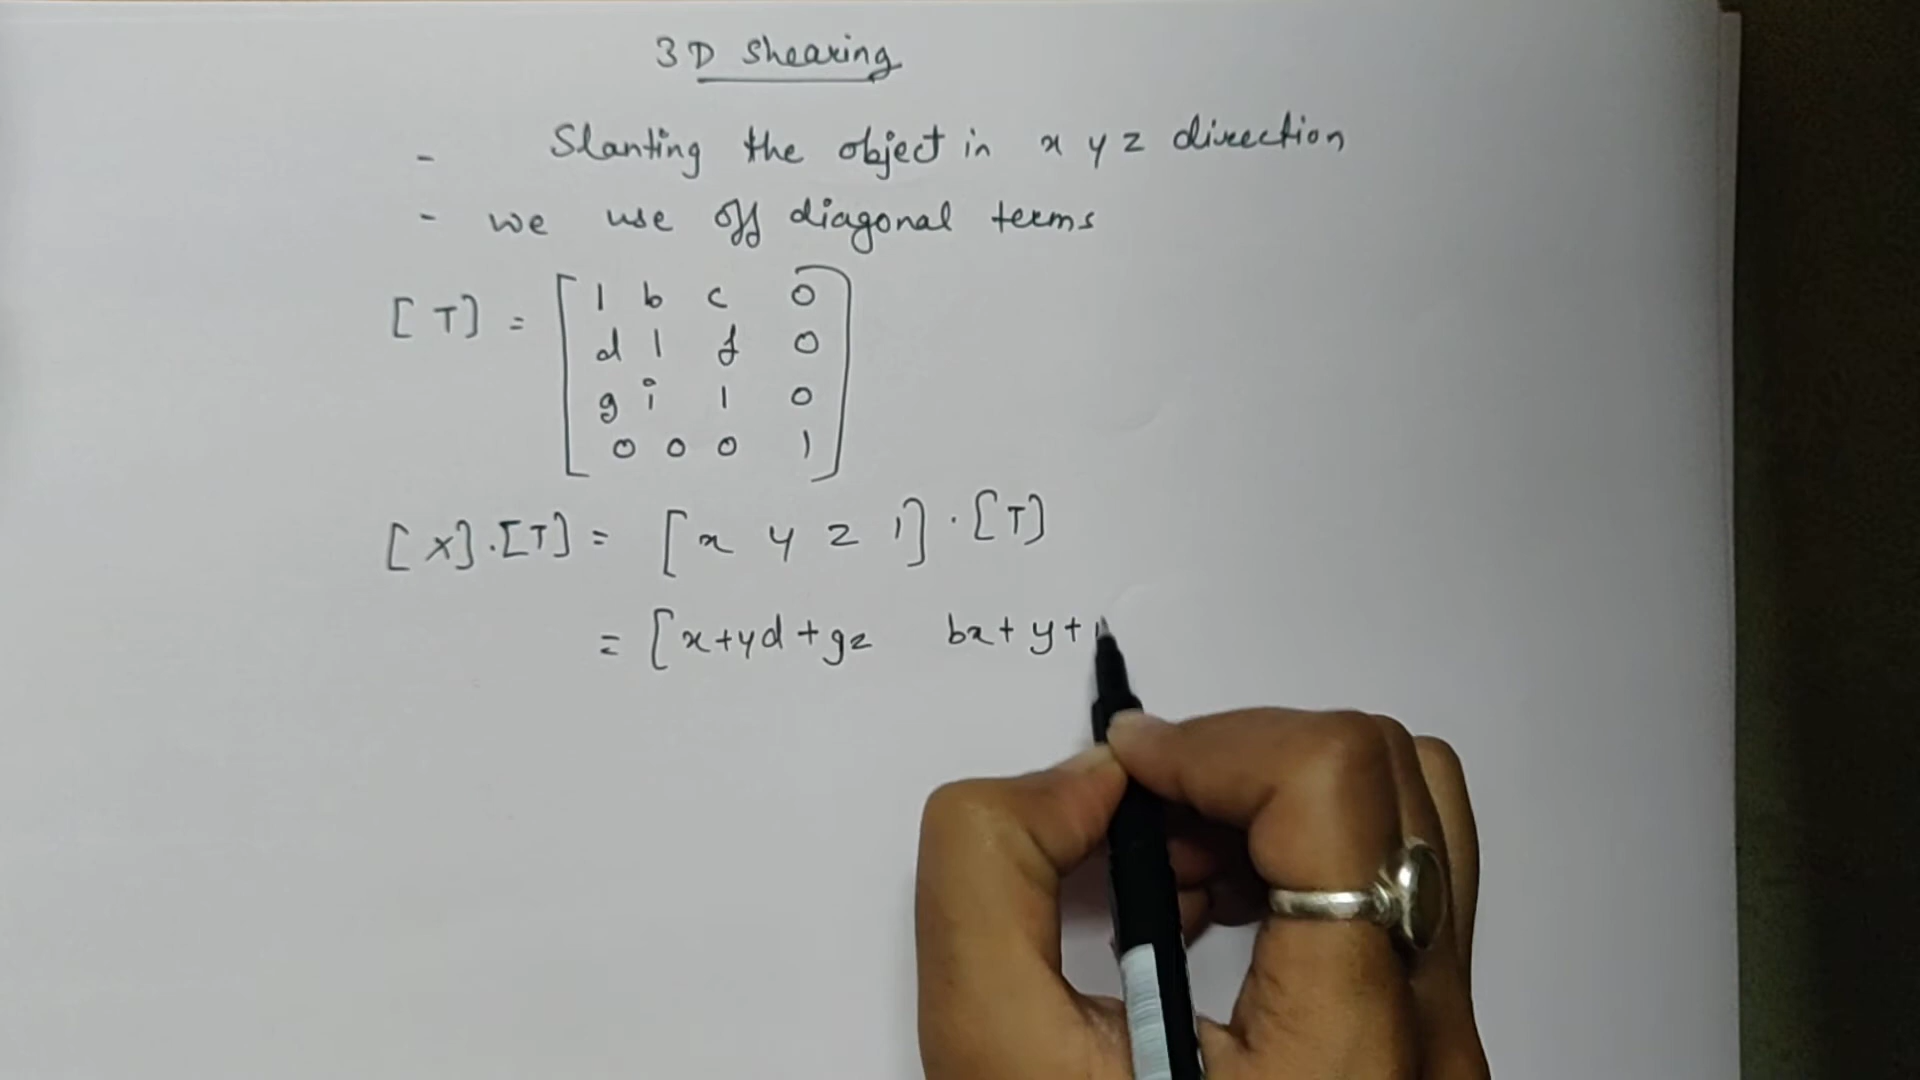 3D Shearing
- Slanting the object in x y z direction
- we use off diagonal terms
[T] = [ 1 b c 0
d 1 f 0
g i 1 0
0 0 0 1 ]
[X].[T] = [x y z 1].[T]
= [x+yd+gz bx+y+